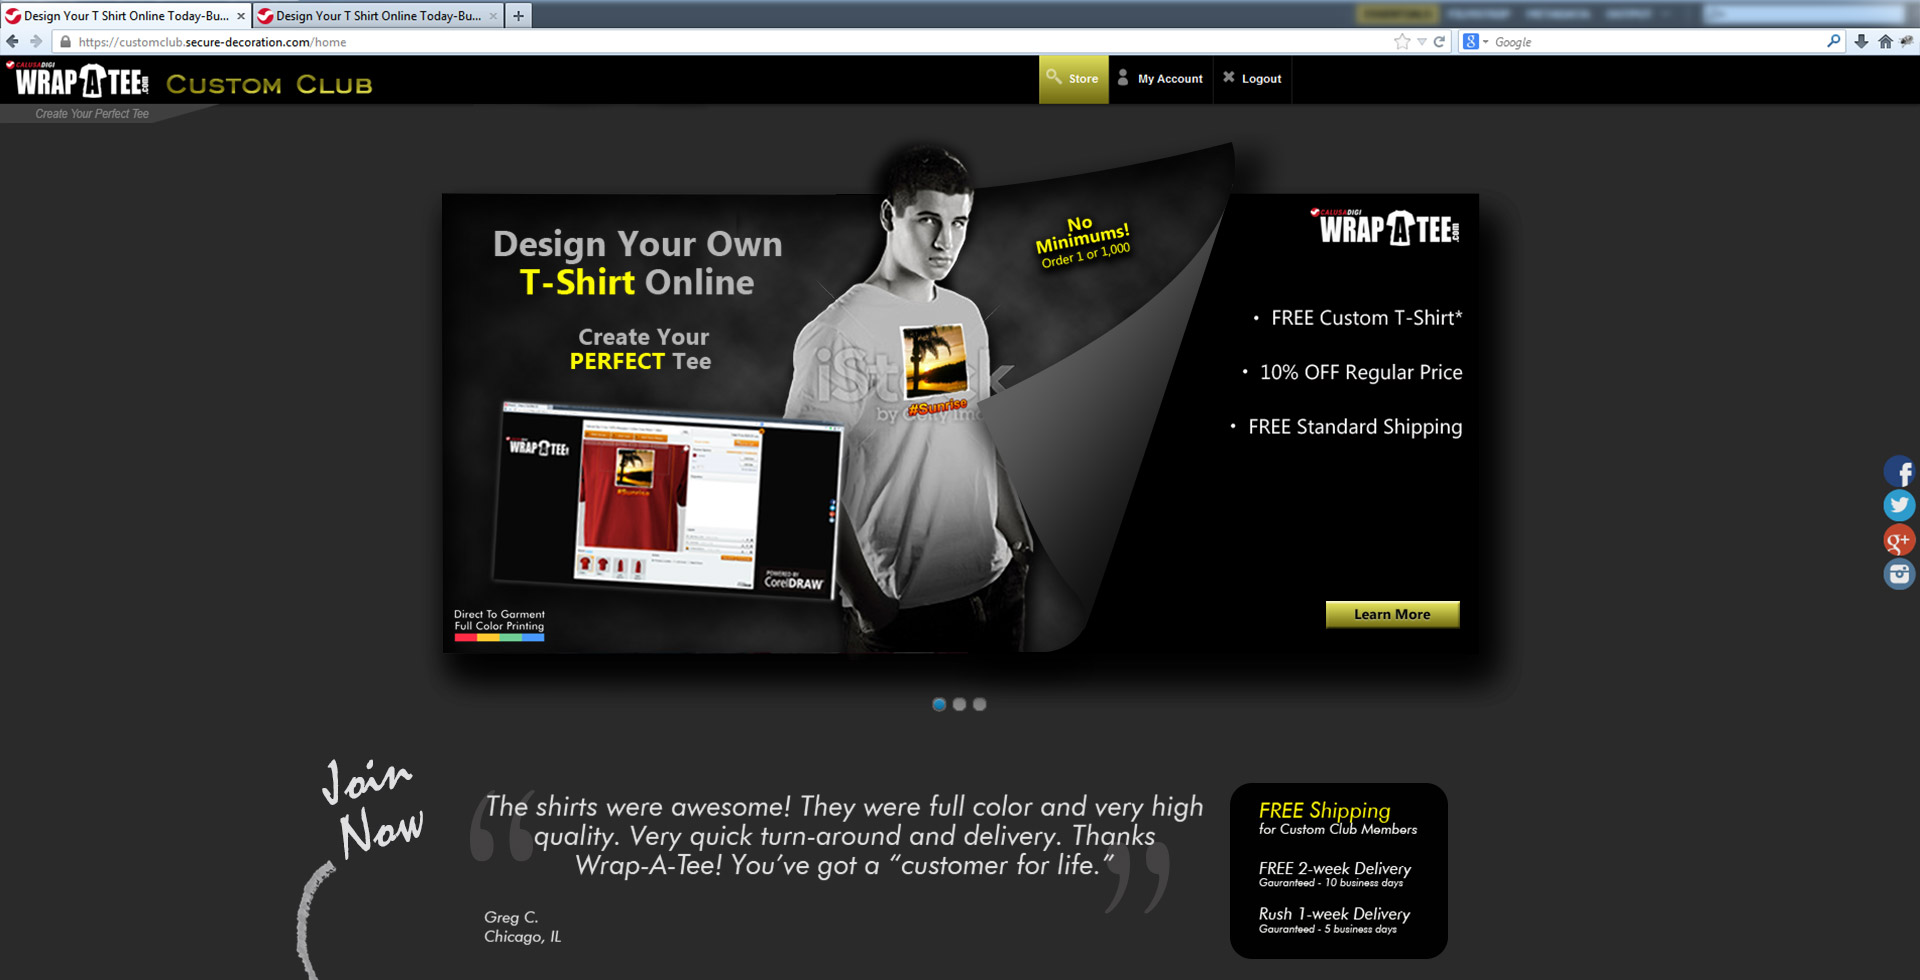 Design Your T Shirt Online Today-Bu...
Design Your T Shirt Online Today-Bu...
https://customclub.secure-decoration.com/home
Google
CALUSADIGI
WRAP A TEE.com
CUSTOM CLUB
Store
My Account
Logout
Create Your Perfect Tee
Design Your Own
T-Shirt Online
Create Your
PERFECT Tee
No
Minimums!
Order 1 or 1,000
iStock
#Sunrise
WRAP A TEE
#Sunrise
POWERED BY
CorelDRAW
Direct To Garment
Full Color Printing
CALUSADIGI
WRAP A TEE.com
• FREE Custom T-Shirt*
• 10% OFF Regular Price
• FREE Standard Shipping
Learn More
Join
Now
“The shirts were awesome! They were full color and very high
quality. Very quick turn-around and delivery. Thanks
Wrap-A-Tee! You’ve got a “customer for life.” ”
Greg C.
Chicago, IL
FREE Shipping
for Custom Club Members
FREE 2-week Delivery
Gauranteed - 10 business days
Rush 1-week Delivery
Gauranteed - 5 business days